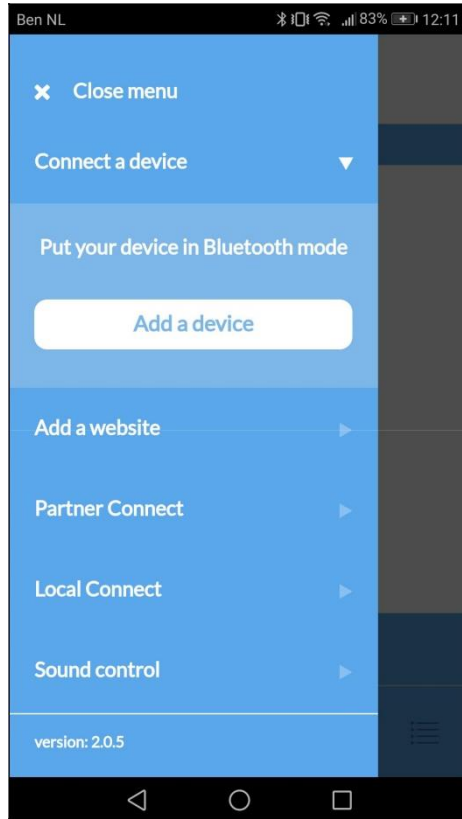 Ben NL 83% 12:11
Close menu
Connect a device
Put your device in Bluetooth mode
Add a device
Add a website
Partner Connect
Local Connect
Sound control
version: 2.0.5